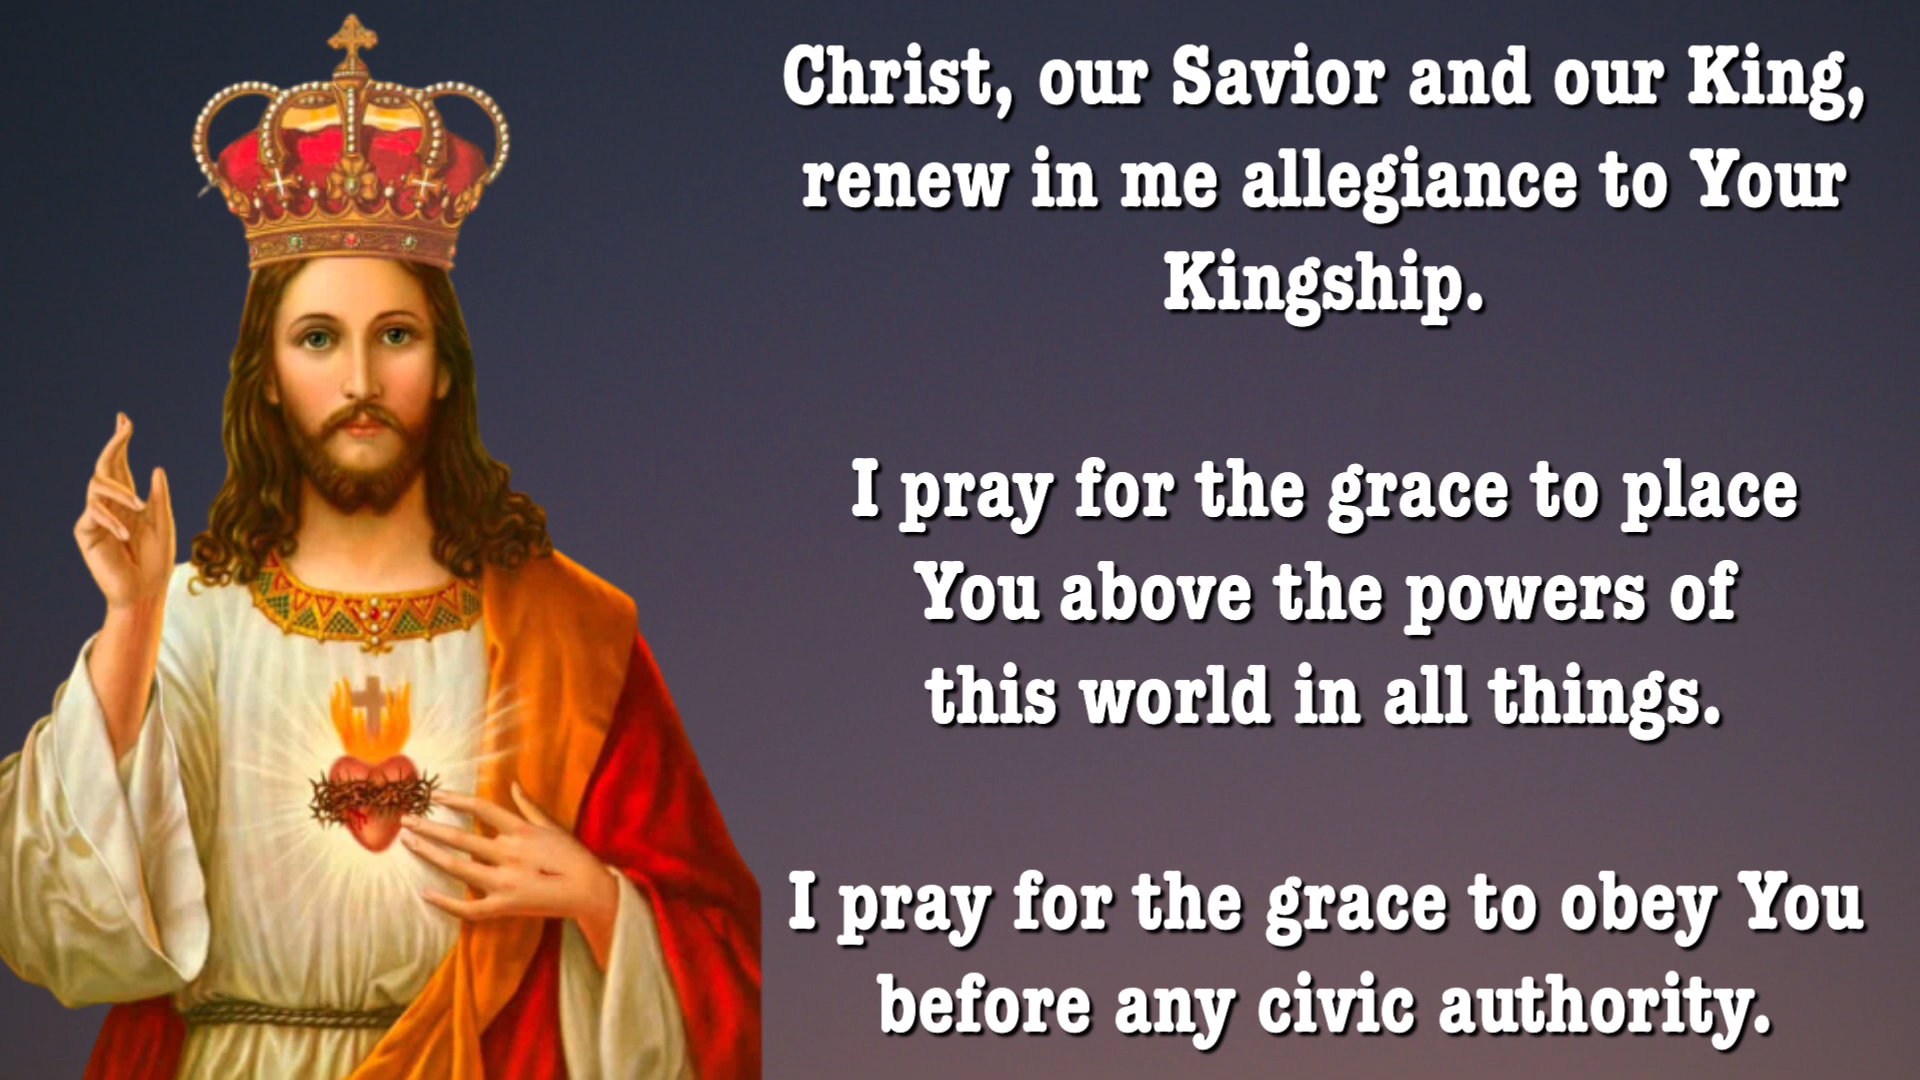 Christ, our Savior and our King,
renew in me allegiance to Your
Kingship.
I pray for the grace to place
You above the powers of
this world in all things.
I pray for the grace to obey You
before any civic authority.